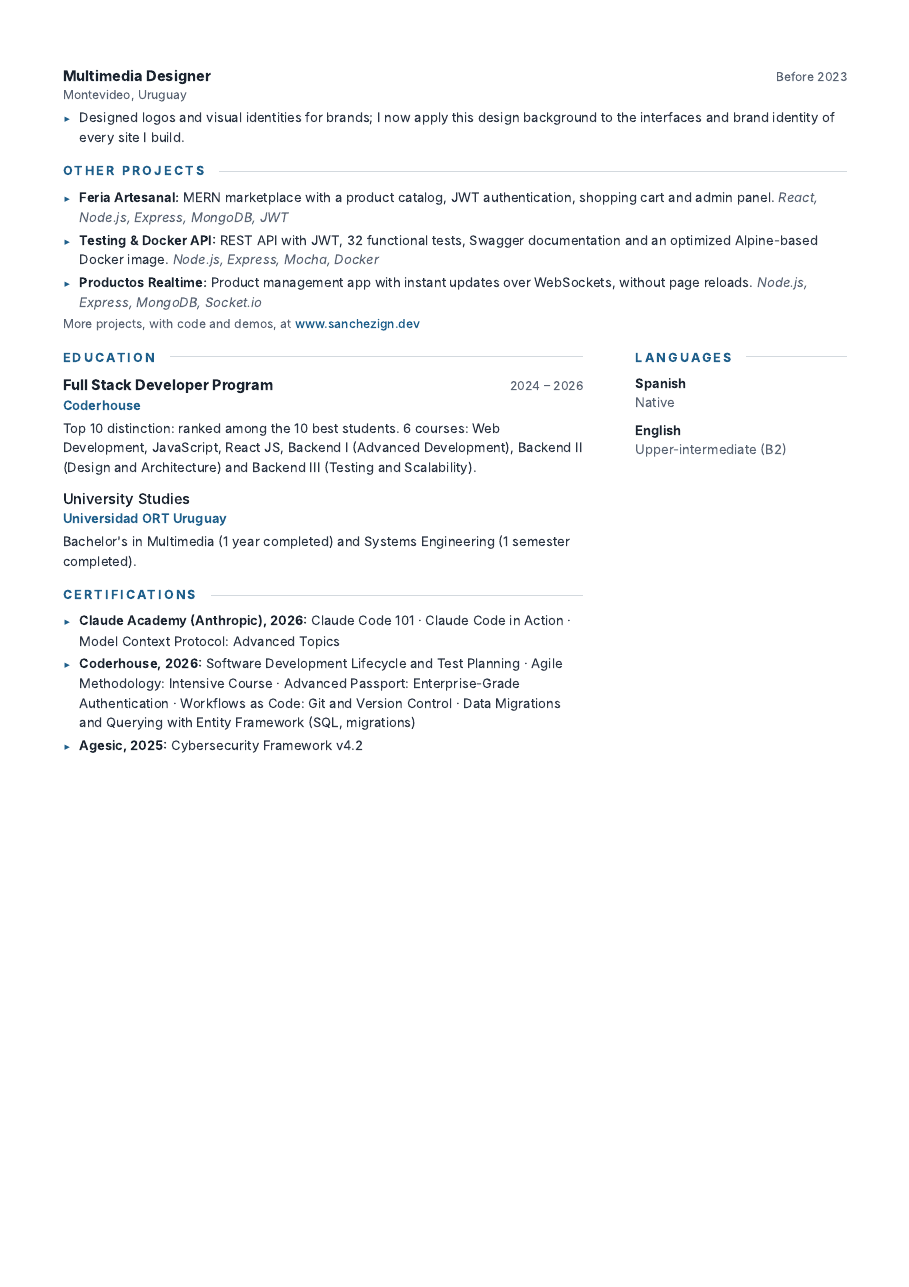 Multimedia Designer Before 2023
Montevideo, Uruguay
▸ Designed logos and visual identities for brands; I now apply this design background to the interfaces and brand identity of
every site I build.
OTHER PROJECTS
▸ Feria Artesanal: MERN marketplace with a product catalog, JWT authentication, shopping cart and admin panel. React,
Node.js, Express, MongoDB, JWT
▸ Testing & Docker API: REST API with JWT, 32 functional tests, Swagger documentation and an optimized Alpine-based
Docker image. Node.js, Express, Mocha, Docker
▸ Productos Realtime: Product management app with instant updates over WebSockets, without page reloads. Node.js,
Express, MongoDB, Socket.io
More projects, with code and demos, at www.sanchezign.dev
EDUCATION
Full Stack Developer Program 2024 – 2026
Coderhouse
Top 10 distinction: ranked among the 10 best students. 6 courses: Web
Development, JavaScript, React JS, Backend I (Advanced Development), Backend II
(Design and Architecture) and Backend III (Testing and Scalability).
University Studies
Universidad ORT Uruguay
Bachelor's in Multimedia (1 year completed) and Systems Engineering (1 semester
completed).
CERTIFICATIONS
▸ Claude Academy (Anthropic), 2026: Claude Code 101 · Claude Code in Action ·
Model Context Protocol: Advanced Topics
▸ Coderhouse, 2026: Software Development Lifecycle and Test Planning · Agile
Methodology: Intensive Course · Advanced Passport: Enterprise-Grade
Authentication · Workflows as Code: Git and Version Control · Data Migrations
and Querying with Entity Framework (SQL, migrations)
▸ Agesic, 2025: Cybersecurity Framework v4.2
LANGUAGES
Spanish
Native
English
Upper-intermediate (B2)